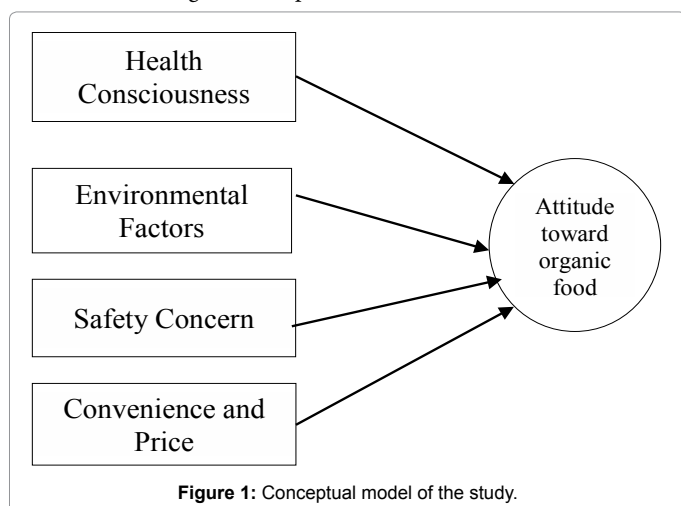 Health
Consciousness
Environmental
Factors
Safety Concern
Convenience and
Price
Attitude
toward
organic
food
Figure 1: Conceptual model of the study.